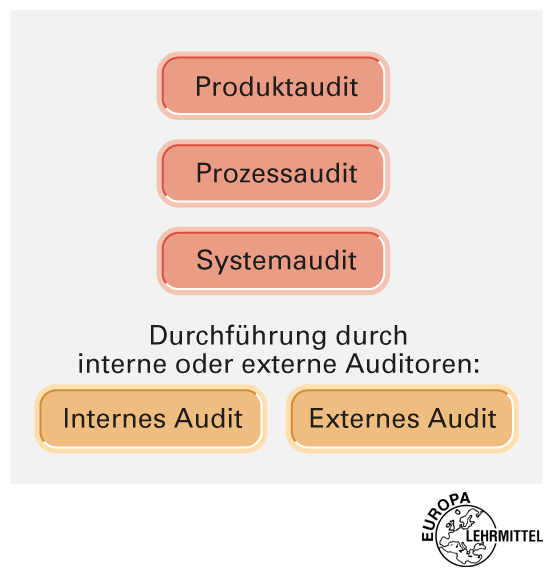 Produktaudit
Prozessaudit
Systemaudit
Durchführung durch
interne oder externe Auditoren:
Internes Audit
Externes Audit
EUROPA
LEHRMITTEL